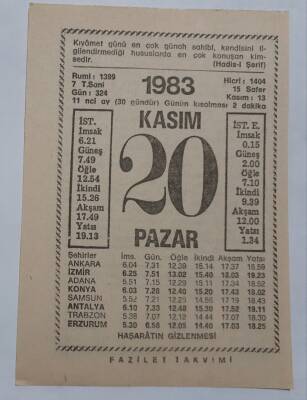 Kıyâmet günü en çok günah sahibi, kendisini il-
gilendirmediği hususlarda en çok konuşan kim-
sedir. (Hadis-i Şerif)
Rumî : 1399
7 T.Sani
Gün : 324
1983
Hicrî : 1404
15 Safer
Kasım : 13
11 nci ay (30 gündür) Günün kısalması 2 dakika
KASIM
20
PAZAR
İST.
İmsak
6.21
Güneş
7.49
Öğle
12.54
İkindi
15.26
Akşam
17.49
Yatsı
19.13
İST. E.
İmsak
0.15
Güneş
2.00
Öğle
7.10
İkindi
9.39
Akşam
12.00
Yatsı
1.34
Şehirler İms. Gün. Öğle İkindi Akşam Yatsı
ANKARA 6.04 7.31 12.39 15.14 17.37 18.59
İZMİR 6.25 7.51 13.02 15.40 18.03 19.23
ADANA 5.51 7.15 12.29 15.11 17.34 18.52
KONYA 6.03 7.28 12.40 15.20 17.43 18.02
SAMSUN 5.52 7.21 12.25 14.56 17.19 18.43
ANTALYA 6.10 7.33 12.48 15.30 17.52 19.11
TRABZON 5.38 7.07 12.12 14.44 17.07 18.30
ERZURUM 5.30 6.58 12.05 14.40 17.03 18.25
HAŞARÂTIN GİZLENMESİ
FAZİLET TAKVİMİ